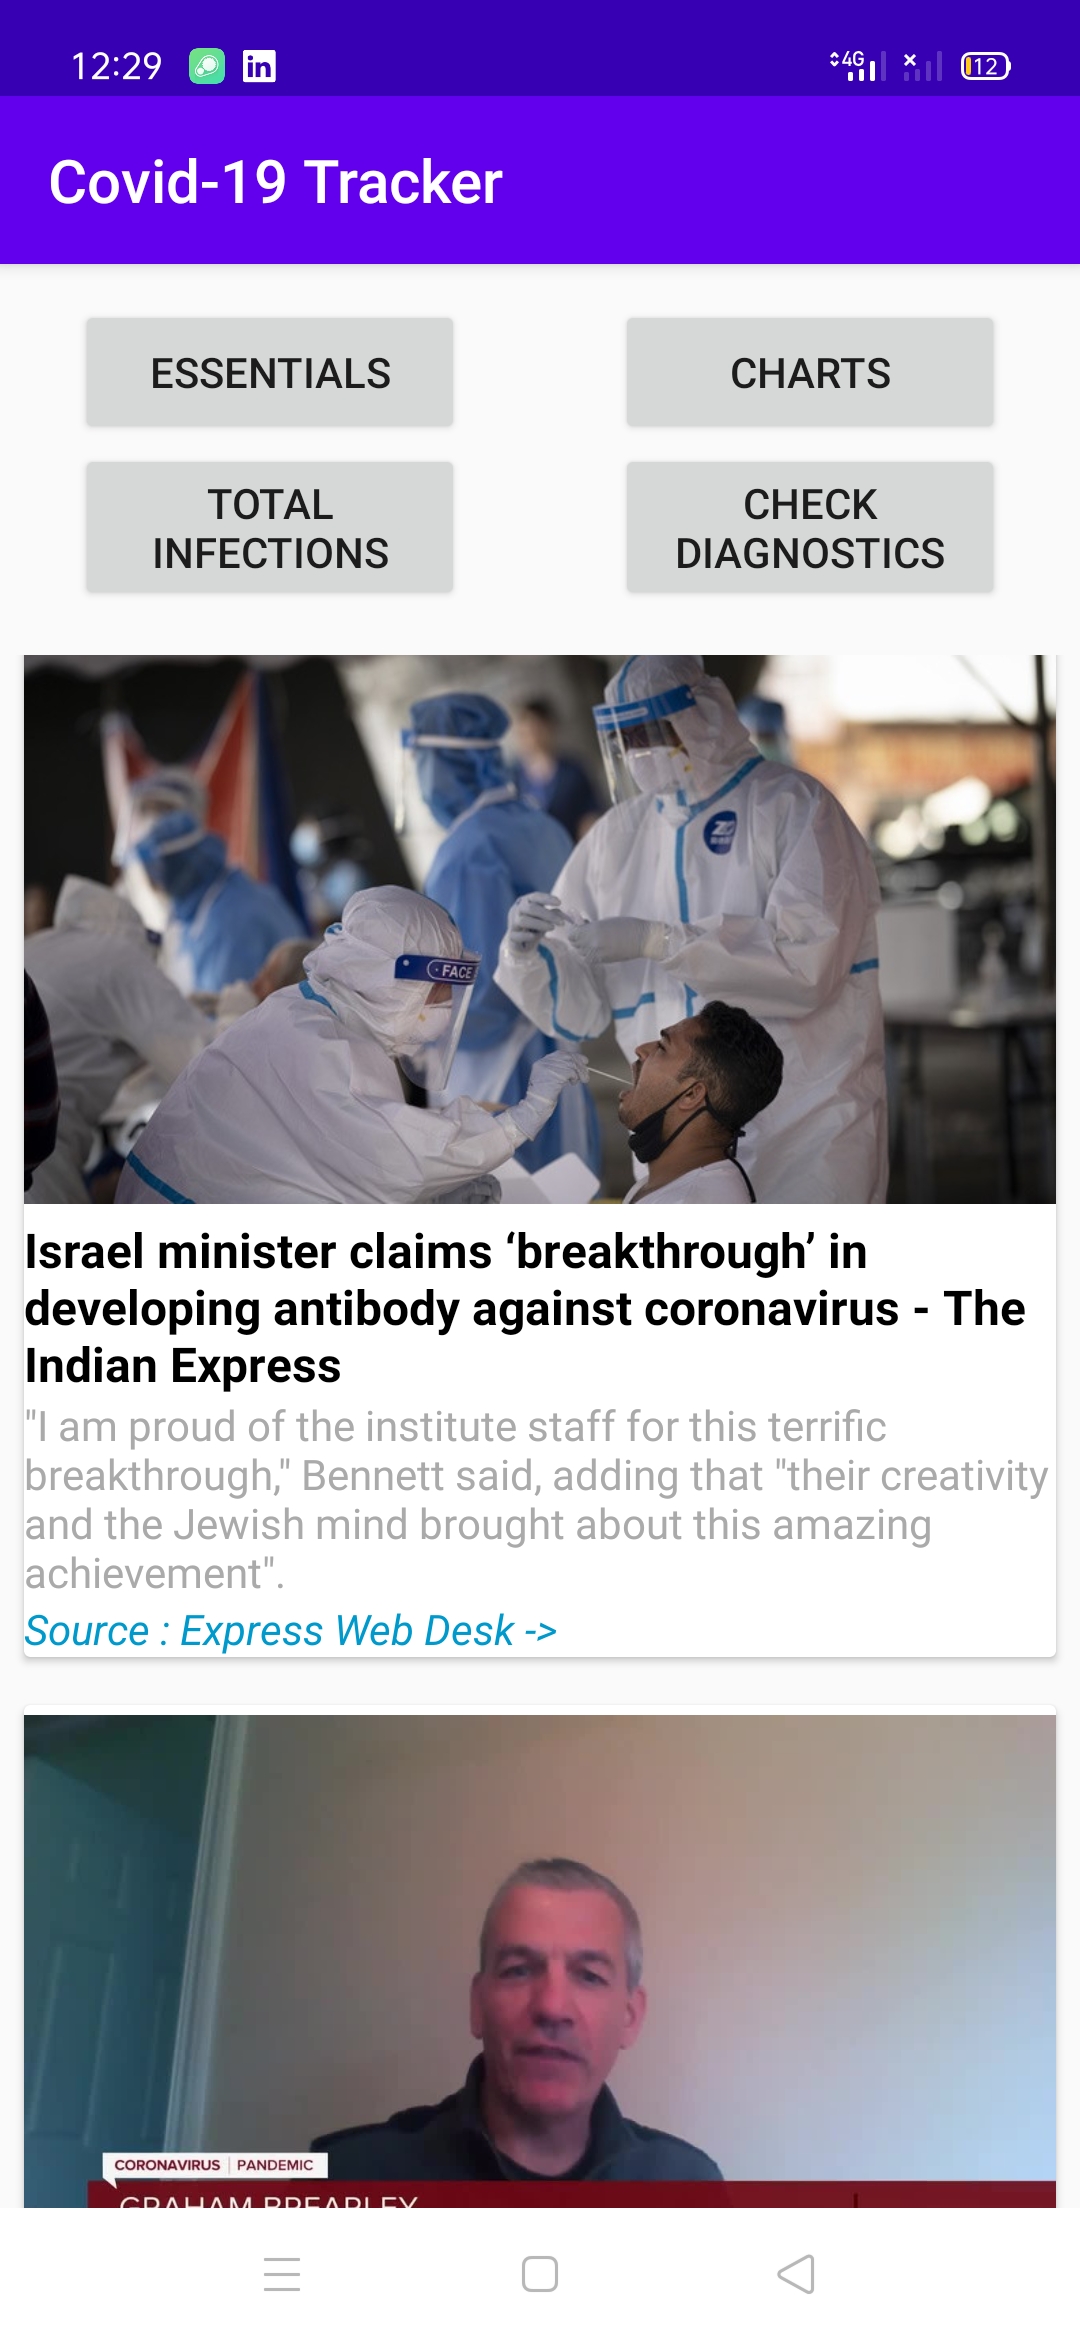 12:29
in
4G
12
Covid-19 Tracker
ESSENTIALS
CHARTS
TOTAL
INFECTIONS
CHECK
DIAGNOSTICS
FACE
Israel minister claims ‘breakthrough’ in
developing antibody against coronavirus - The
Indian Express
"I am proud of the institute staff for this terrific
breakthrough," Bennett said, adding that "their creativity
and the Jewish mind brought about this amazing
achievement".
Source : Express Web Desk ->
CORONAVIRUS | PANDEMIC
GRAHAM BREARLEY